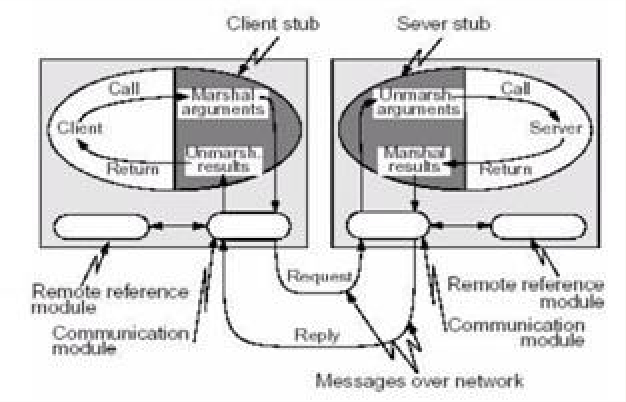 Client stub
Sever stub
Call
Marshal
arguments
Client
Unmarsh.
results
Return
Unmarsh.
arguments
Call
Server
Marshal
results
Return
Request
Reply
Remote reference
module
Communication
module
Remote reference
module
Communication
module
Messages over network